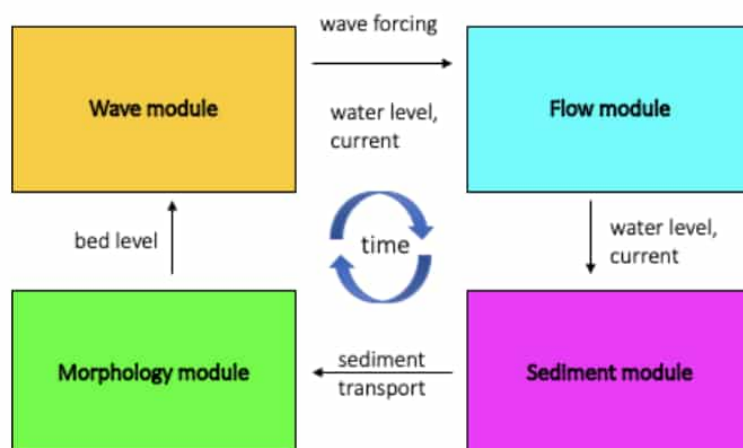 wave forcing
Wave module
Flow module
water level,
current
bed level
time
water level,
current
Morphology module
sediment
transport
Sediment module